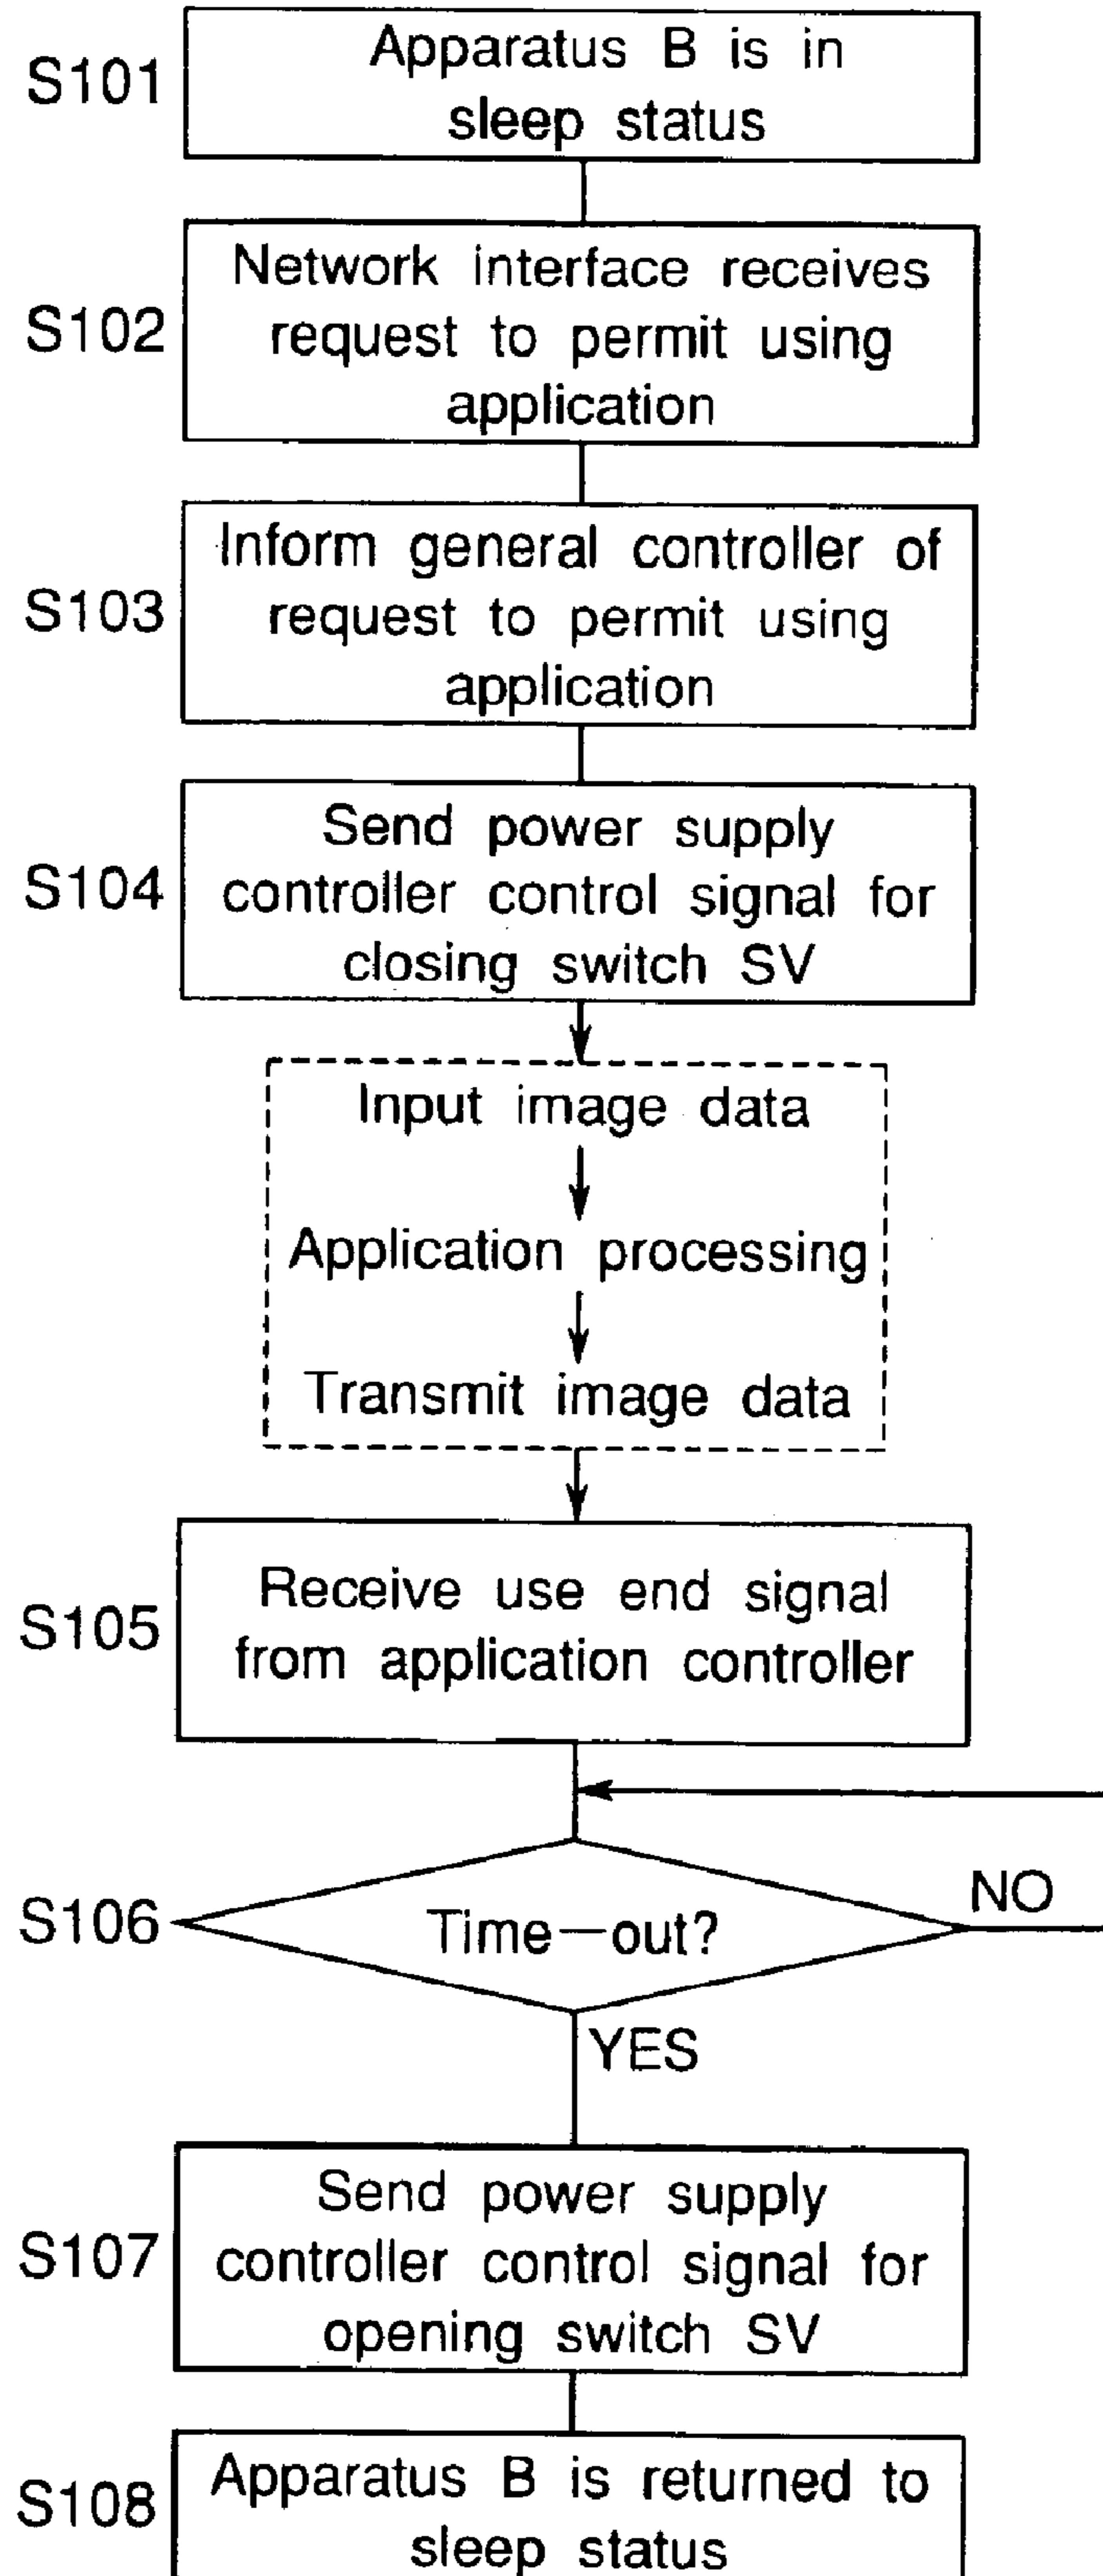 S101
Apparatus B is in
sleep status
S102
Network interface receives
request to permit using
application
S103
Inform general controller of
request to permit using
application
S104
Send power supply
controller control signal for
closing switch SV
Input image data
Application processing
Transmit image data
S105
Receive use end signal
from application controller
S106
Time—out?
NO
YES
S107
Send power supply
controller control signal for
opening switch SV
S108
Apparatus B is returned to
sleep status